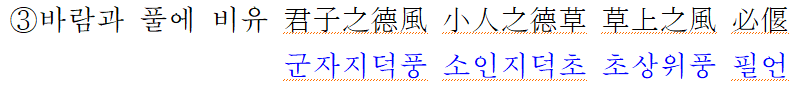 ③바람과 풀에 비유 君子之德風 小人之德草 草上之風 必偃
군자지덕풍 소인지덕초 초상위풍 필언